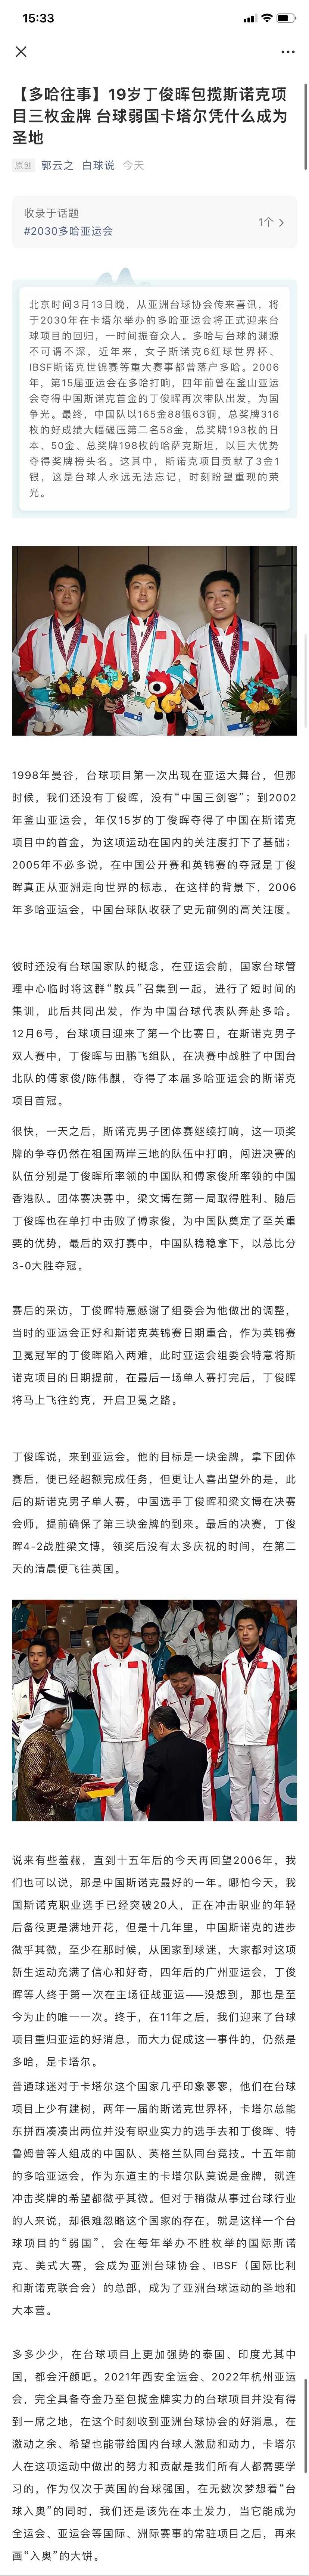 15:33
【多哈往事】19岁丁俊晖包揽斯诺克项
目三枚金牌 台球弱国卡塔尔凭什么成为
圣地
原创 郭云之 白球说 今天
收录于话题
#2030多哈亚运会
1个
北京时间3月13日晚，从亚洲台球协会传来喜讯，将
于2030年在卡塔尔举办的多哈亚运会将正式迎来台
球项目的回归，一时间振奋众人。多哈与台球的渊源
不可谓不深，近年来，女子斯诺克6红球世界杯、
IBSF斯诺克世锦赛等重大赛事都曾落户多哈。2006
年，第15届亚运会在多哈打响，四年前曾在釜山亚运
会夺得中国斯诺克首金的丁俊晖再次带队出发，为国
争光。最终，中国队以165金88银63铜，总奖牌316
枚的好成绩大幅碾压第二名58金，总奖牌193枚的日
本、50金、总奖牌198枚的哈萨克斯坦，以巨大优势
夺得奖牌榜头名。这其中，斯诺克项目贡献了3金1
银，这是台球人永远无法忘记，时刻盼望重现的荣
光。
1998年曼谷，台球项目第一次出现在亚运大舞台，但那
时候，我们还没有丁俊晖，没有“中国三剑客”；到2002
年釜山亚运会，年仅15岁的丁俊晖夺得了中国在斯诺克
项目中的首金，为这项运动在国内的关注度打下了基础；
2005年不必多说，在中国公开赛和英锦赛的夺冠是丁俊
晖真正从亚洲走向世界的标志，在这样的背景下，2006
年多哈亚运会，中国台球队收获了史无前例的高关注度。
彼时还没有台球国家队的概念，在亚运会前，国家台球管
理中心临时将这群“散兵”召集到一起，进行了短时间的
集训，此后共同出发，作为中国台球代表队奔赴多哈。
12月6号，台球项目迎来了第一个比赛日，在斯诺克男子
双人赛中，丁俊晖与田鹏飞组队，在决赛中战胜了中国台
北队的傅家俊/陈伟麒，夺得了本届多哈亚运会的斯诺克
项目首冠。
很快，一天之后，斯诺克男子团体赛继续打响，这一项奖
牌的争夺仍然在祖国两岸三地的队伍中打响，闯进决赛的
队伍分别是丁俊晖所率领的中国队和傅家俊所率领的中国
香港队。团体赛决赛中，梁文博在第一局取得胜利、随后
丁俊晖也在单打中击败了傅家俊，为中国队奠定了至关重
要的优势，最后的双打赛中，中国队稳稳拿下，以总比分
3-0大胜夺冠。
赛后的采访，丁俊晖特意感谢了组委会为他做出的调整，
当时的亚运会正好和斯诺克英锦赛日期重合，作为英锦赛
卫冕冠军的丁俊晖陷入两难，此时亚运会组委会特意将斯
诺克项目的日期提前，在最后一场单人赛打完后，丁俊晖
将马上飞往约克，开启卫冕之路。
丁俊晖说，来到亚运会，他的目标是一块金牌，拿下团体
赛后，便已经超额完成任务，但更让人喜出望外的是，此
后的斯诺克男子单人赛，中国选手丁俊晖和梁文博在决赛
会师，提前确保了第三块金牌的到来。最后的决赛，丁俊
晖4-2战胜梁文博，领奖后没有太多庆祝的时间，在第二
天的清晨便飞往英国。
说来有些羞赧，直到十五年后的今天再回望2006年，我
们也可以说，那是中国斯诺克最好的一年。哪怕今天，我
国斯诺克职业选手已经突破20人，正在冲击职业的年轻
后备役更是满地开花，但是十几年里，中国斯诺克的进步
微乎其微，至少在那时候，从国家到球迷，大家都对这项
新生运动充满了信心和好奇，四年后的广州亚运会，丁俊
晖等人终于第一次在主场征战亚运——没想到，那也是至
今为止的唯一一次。终于，在11年之后，我们迎来了台球
项目重归亚运的好消息，而大力促成这一事件的，仍然是
多哈，是卡塔尔。
普通球迷对于卡塔尔这个国家几乎印象寥寥，他们在台球
项目上少有建树，两年一届的斯诺克世界杯，卡塔尔总能
东拼西凑凑出两位并没有职业实力的选手去和丁俊晖、特
鲁姆普等人组成的中国队、英格兰队同台竞技。十五年前
的多哈亚运会，作为东道主的卡塔尔队莫说是金牌，就连
冲击奖牌的希望都微乎其微。但对于稍微从事过台球行业
的人来说，却很难忽略这个国家的存在，就是这样一个台
球项目的“弱国”，会在每年举办不胜枚举的国际斯诺
克、美式大赛，会成为亚洲台球协会、IBSF（国际比利
和斯诺克联合会）的总部，成为了亚洲台球运动的圣地和
大本营。
多多少少，在台球项目上更加强势的泰国、印度尤其中
国，都会汗颜吧。2021年西安全运会、2022年杭州亚运
会，完全具备夺金乃至包揽金牌实力的台球项目并没有得
到一席之地，在这个时刻收到亚洲台球协会的好消息，在
激动之余、希望也能带给国内台球人激励和动力，卡塔尔
人在这项运动中做出的努力和贡献是我们所有人都需要学
习的，作为仅次于英国的台球强国，在无数次梦想着“台
球入奥”的同时，我们还是该先在本土发力，当它能成为
全运会、亚运会等国际、洲际赛事的常驻项目之后，再来
画“入奥”的大饼。